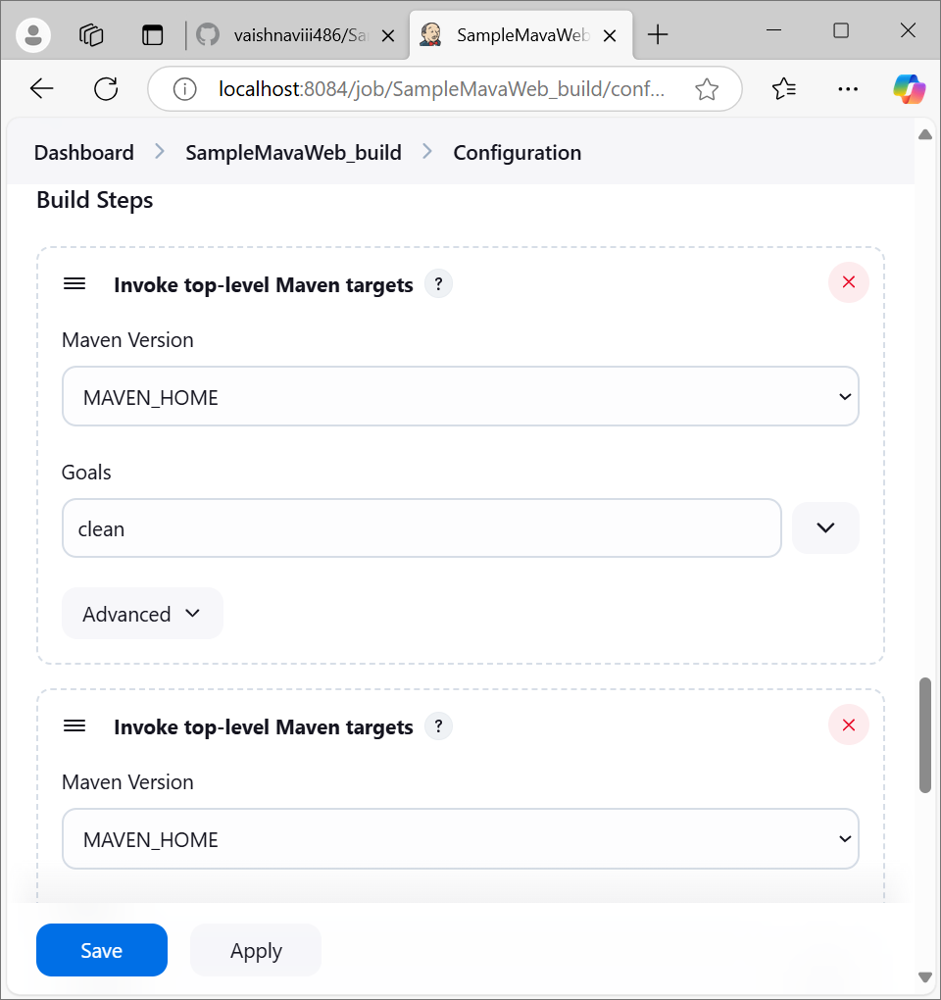 vaishnaviii486/Sa
SampleMavaWeb
localhost:8084/job/SampleMavaWeb_build/conf...
Dashboard > SampleMavaWeb_build > Configuration
Build Steps
Invoke top-level Maven targets ?
Maven Version
MAVEN_HOME
Goals
clean
Advanced
Invoke top-level Maven targets ?
Maven Version
MAVEN_HOME
Save Apply